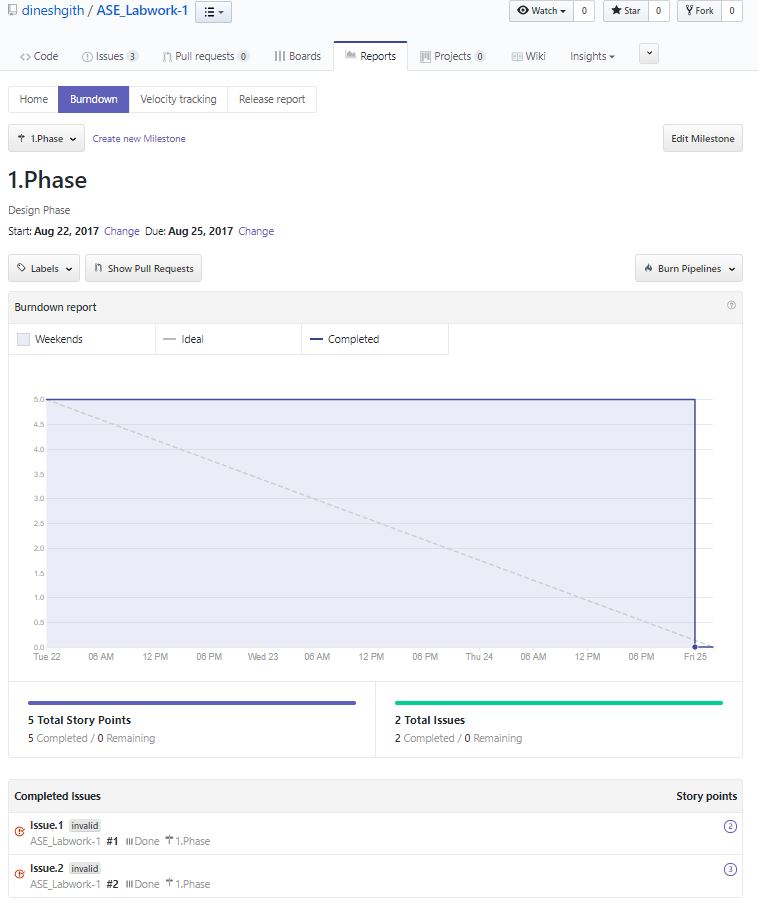 dineshgith / ASE_Labwork-1
Watch 0 Star 0 Fork 0
Code Issues 3 Pull requests 0 Boards Reports Projects 0 Wiki Insights
Home Burndown Velocity tracking Release report
1.Phase Create new Milestone Edit Milestone
1.Phase
Design Phase
Start: Aug 22, 2017 Change Due: Aug 25, 2017 Change
Labels Show Pull Requests Burn Pipelines
Burndown report
Weekends Ideal Completed
5.0
4.5
4.0
3.5
3.0
2.5
2.0
1.5
1.0
0.5
0.0
Tue 22 06 AM 12 PM 06 PM Wed 23 06 AM 12 PM 06 PM Thu 24 06 AM 12 PM 06 PM Fri 25
5 Total Story Points 2 Total Issues
5 Completed / 0 Remaining 2 Completed / 0 Remaining
Completed Issues Story points
Issue.1 invalid 2
ASE_Labwork-1 #1 Done 1.Phase
Issue.2 invalid 3
ASE_Labwork-1 #2 Done 1.Phase